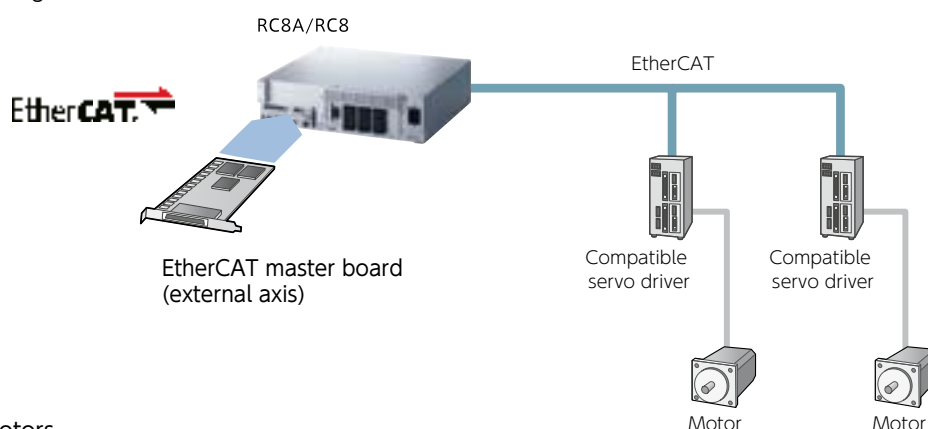 RC8A/RC8
EtherCAT
EtherCAT.
EtherCAT master board
(external axis)
Compatible
servo driver
Compatible
servo driver
Motor
Motor
otors